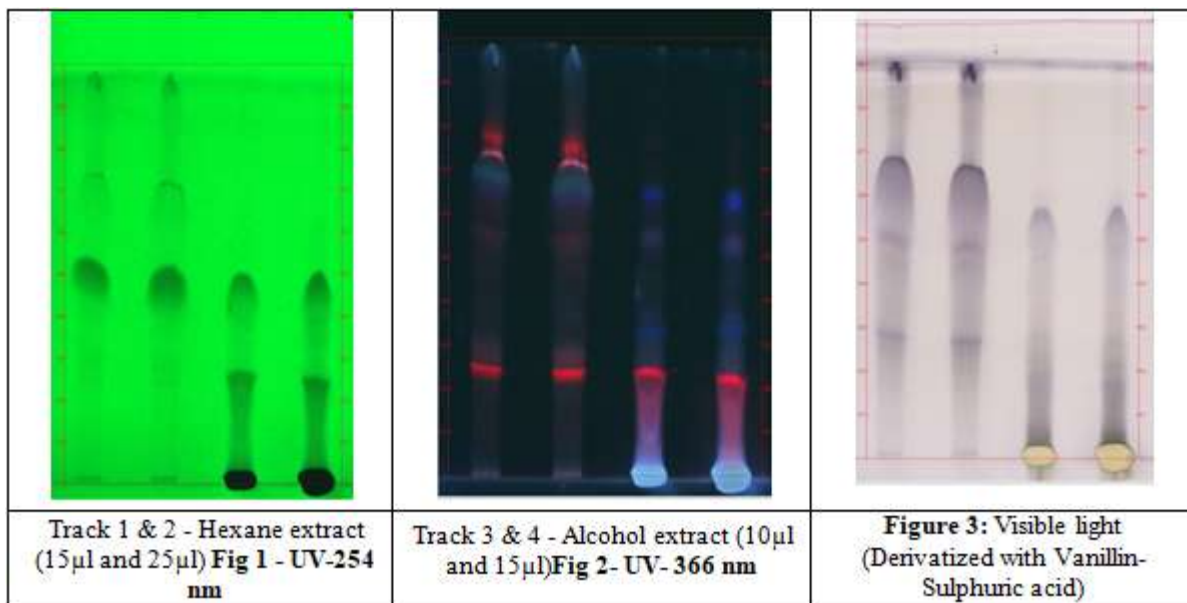 Track 1 & 2 - Hexane extract
(15µl and 25µl) Fig 1 - UV-254
nm
Track 3 & 4 - Alcohol extract (10µl
and 15µl)Fig 2- UV- 366 nm
Figure 3: Visible light
(Derivatized with Vanillin-
Sulphuric acid)